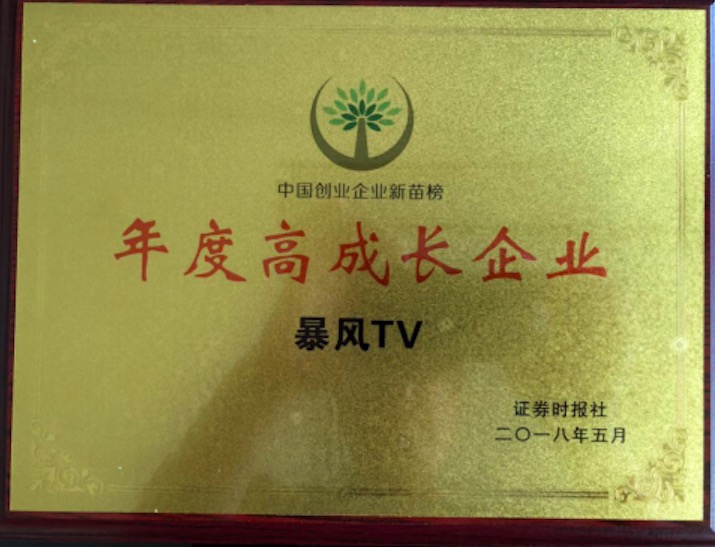 中国创业企业新苗榜
年度高成长企业
暴风TV
证券时报社
二〇一八年五月